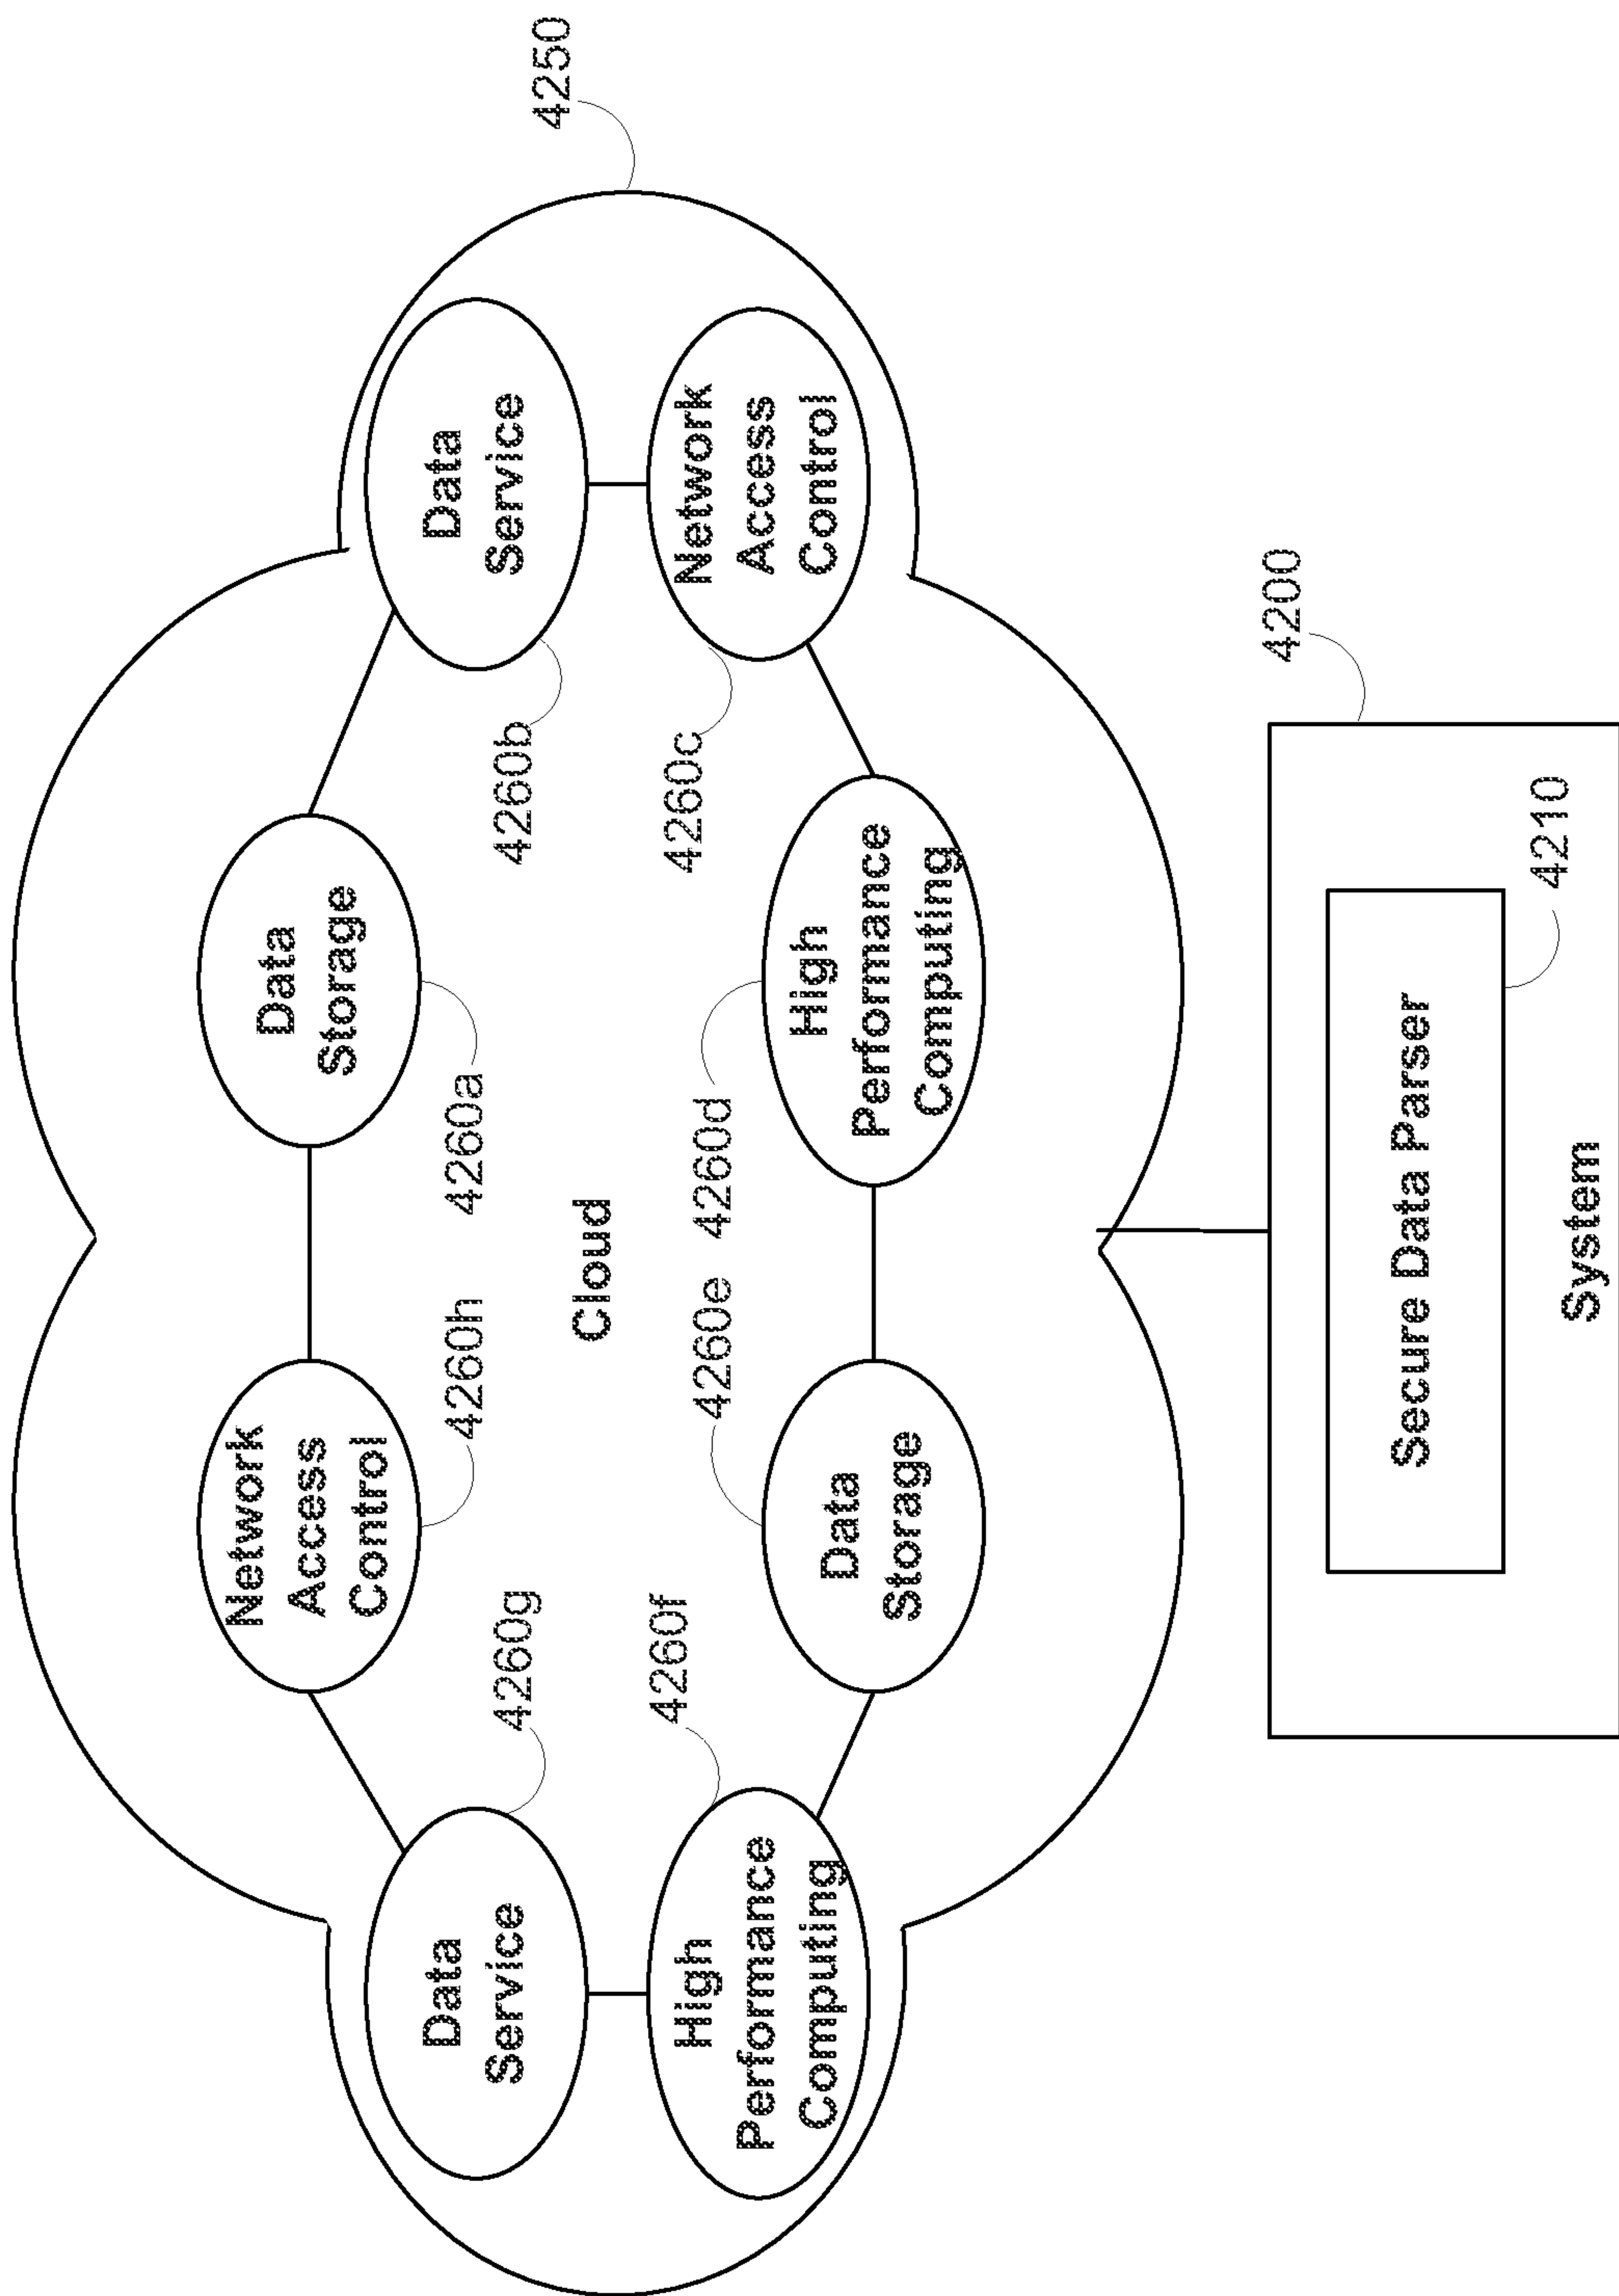 4250
Data
Storage
4260a
Data
Service
4260b
Network
Access
Control
4260h
Cloud
Network
Access
Control
4260c
Data
Service
4260g
High
Performance
Computing
4260f
4260e
4260d
Data
Storage
High
Performance
Computing
4200
Secure Data Parser
4210
System